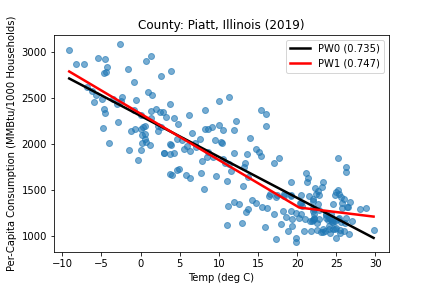 County: Piatt, Illinois (2019)
PW0 (0.735)
PW1 (0.747)
Per-Capita Consumption (MMBtu/1000 Households)
3000
2500
2000
1500
1000
−10 −5 0 5 10 15 20 25 30
Temp (deg C)